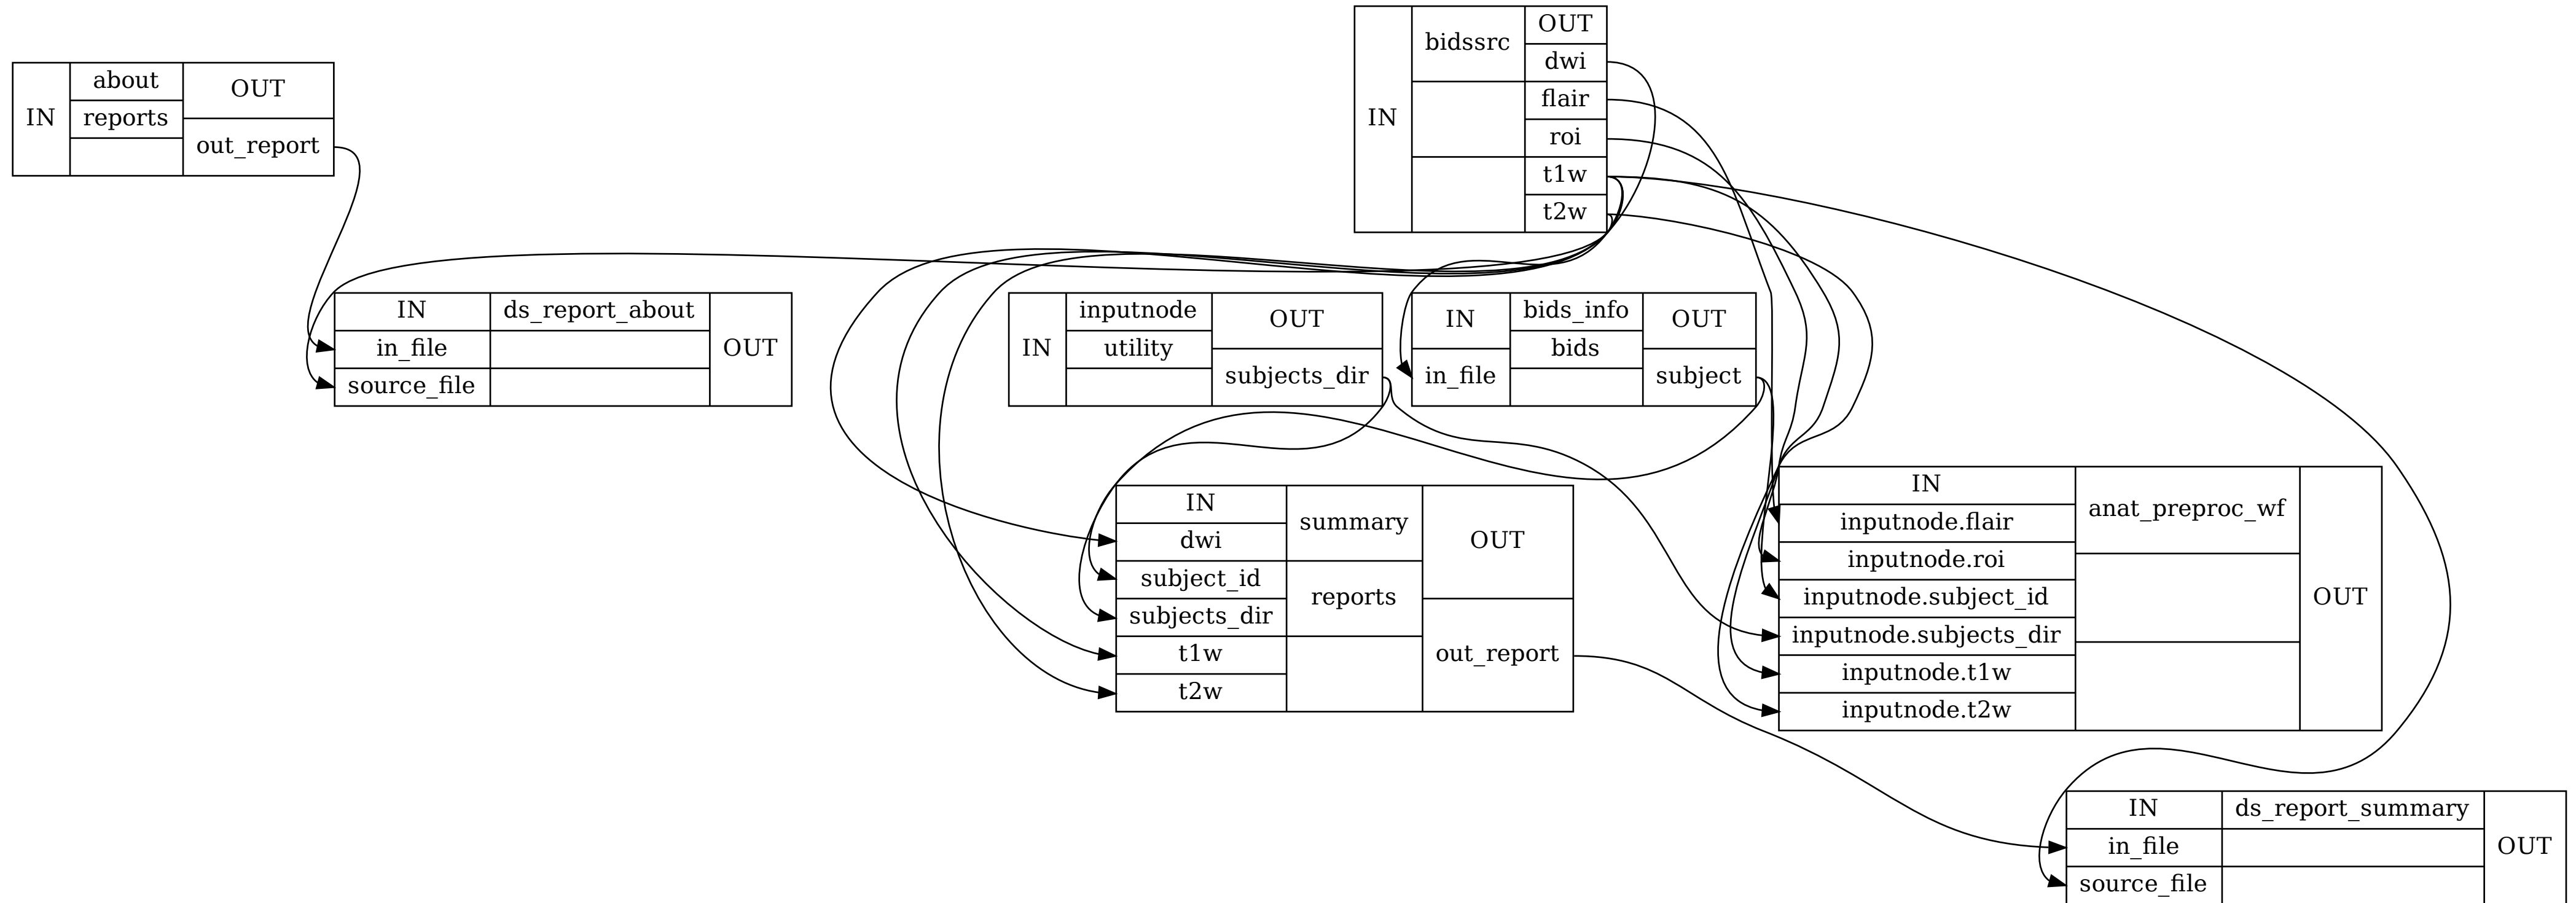 IN
about
reports
OUT
out_report
IN
bidssrc
OUT
dwi
flair
roi
t1w
t2w
IN
in_file
source_file
ds_report_about
OUT
IN
inputnode
utility
OUT
subjects_dir
IN
in_file
bids_info
bids
OUT
subject
IN
dwi
subject_id
subjects_dir
t1w
t2w
summary
reports
OUT
out_report
IN
inputnode.flair
inputnode.roi
inputnode.subject_id
inputnode.subjects_dir
inputnode.t1w
inputnode.t2w
anat_preproc_wf
OUT
IN
in_file
source_file
ds_report_summary
OUT